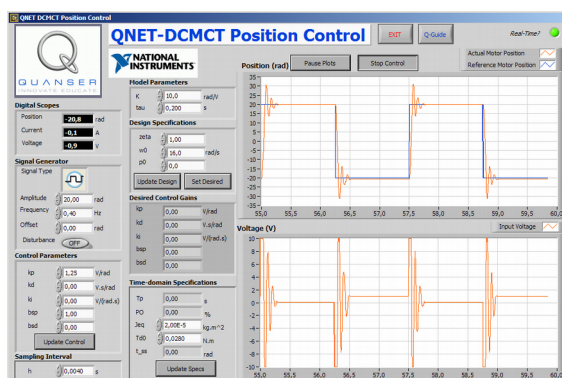 QNET DCMCT Position Control
QUANSER
INNOVATE EDUCATE
QNET-DCMCT Position Control
EXIT
Q-Guide
Real-Time?
NATIONAL
INSTRUMENTS
Position (rad)
Pause Plots
Stop Control
Actual Motor Position
Reference Motor Position
Digital Scopes
Position -20,8 rad
Current -0,1 A
Voltage -0,9 V
Signal Generator
Signal Type
Amplitude 20,00 rad
Frequency 0,40 Hz
Offset 0,00 rad
Disturbance OFF
Control Parameters
kp 1,25 V/rad
kd 0,00 V.s/rad
ki 0,00 V/(rad.s)
bsp 1,00
bsd 0,00
Update Control
Sampling Interval
h 0,0040 s
Model Parameters
K 10,0 rad/V
tau 0,200 s
Design Specifications
zeta 1,00
w0 16,0 rad/s
p0 0,0
Update Design
Set Desired
Desired Control Gains
kp 0,00 V/rad
kd 0,00 V.s/rad
ki 0,00 V/(rad.s)
bsp 0,00
bsd 0,00
Time-domain Specifications
Tp 0,00 s
PO 0,00 %
Jeq 2,00E-5 kg.m^2
Td0 0,0280 N.m
t_ss 0,00 rad
Update Specs
35
30
25
20
15
10
5
0
-5
-10
-15
-20
-25
-30
-35
55,0 55,5 56,0 56,5 57,0 57,5 58,0 58,5 59,0 59,5 60,0
Voltage (V)
Input Voltage
10
8
6
4
2
0
-2
-4
-6
-8
-10
55,0 55,5 56,0 56,5 57,0 57,5 58,0 58,5 59,0 59,5 60,0